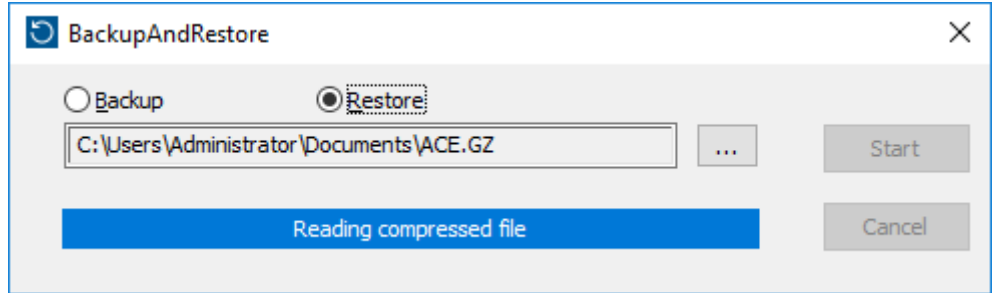 BackupAndRestore
Backup Restore
C:\Users\Administrator\Documents\ACE.GZ ... Start
Reading compressed file Cancel